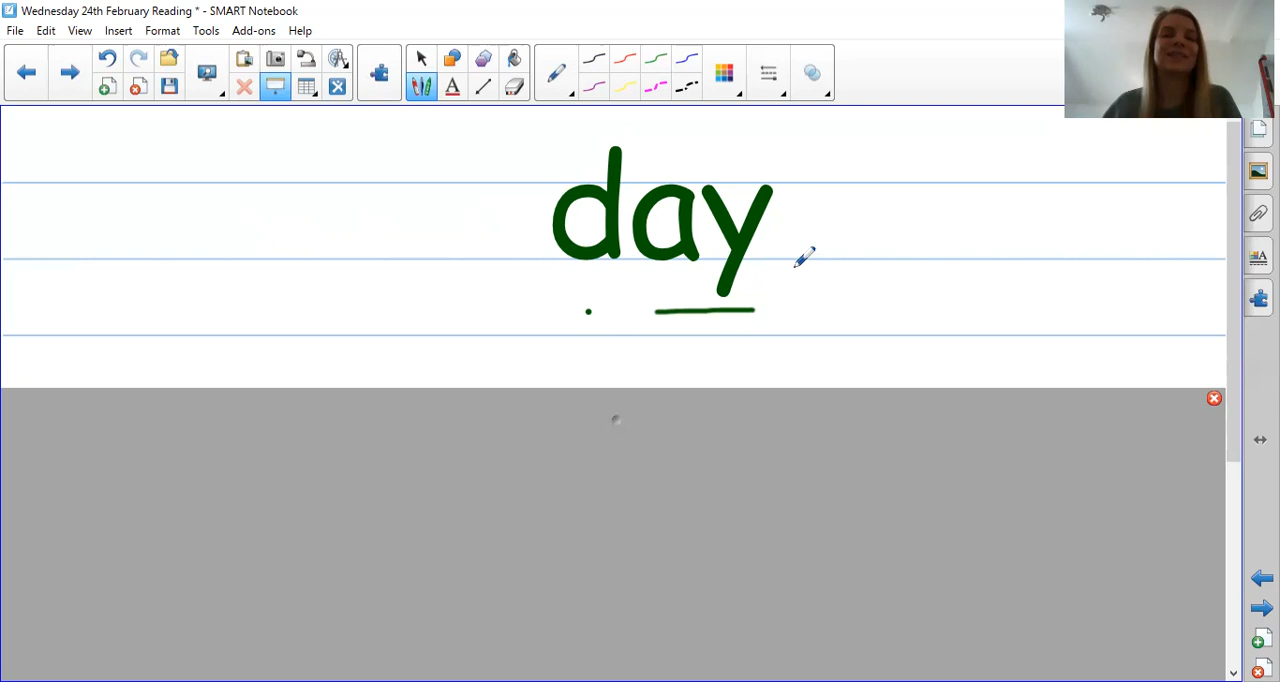 Wednesday 24th February Reading * - SMART Notebook
File Edit View Insert Format Tools Add-ons Help
day